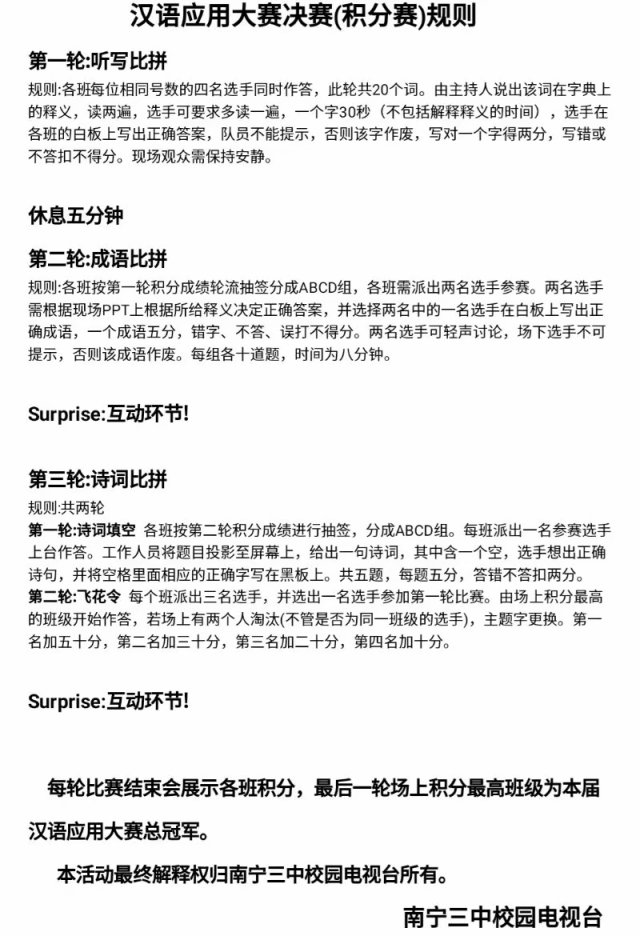 汉语应用大赛决赛(积分赛)规则
第一轮:听写比拼
规则:各班每位相同号数的四名选手同时作答，此轮共20个词。由主持人说出该词在字典上
的释义，读两遍，选手可要求多读一遍，一个字30秒（不包括解释释义的时间），选手在
各班的白板上写出正确答案，队员不能提示，否则该字作废，写对一个字得两分，写错或
不答扣不得分。现场观众需保持安静。
休息五分钟
第二轮:成语比拼
规则:各班按第一轮积分成绩轮流抽签分成ABCD组，各班需派出两名选手参赛。两名选手
需根据现场PPT上根据所给释义决定正确答案，并选择两名中的一名选手在白板上写出正
确成语，一个成语五分，错字、不答、误打不得分。两名选手可轻声讨论，场下选手不可
提示，否则该成语作废。每组各十道题，时间为八分钟。
Surprise:互动环节!
第三轮:诗词比拼
规则:共两轮
第一轮:诗词填空 各班按第二轮积分成绩进行抽签，分成ABCD组。每班派出一名参赛选手
上台作答。工作人员将题目投影至屏幕上，给出一句诗词，其中含一个空，选手想出正确
诗句，并将空格里面相应的正确字写在黑板上。共五题，每题五分，答错不答扣两分。
第二轮:飞花令 每个班派出三名选手，并选出一名选手参加第一轮比赛。由场上积分最高
的班级开始作答，若场上有两个人淘汰(不管是否为同一班级的选手)，主题字更换。第一
名加五十分，第二名加三十分，第三名加二十分，第四名加十分。
Surprise:互动环节!
每轮比赛结束会展示各班积分，最后一轮场上积分最高班级为本届
汉语应用大赛总冠军。
本活动最终解释权归南宁三中校园电视台所有。
南宁三中校园电视台